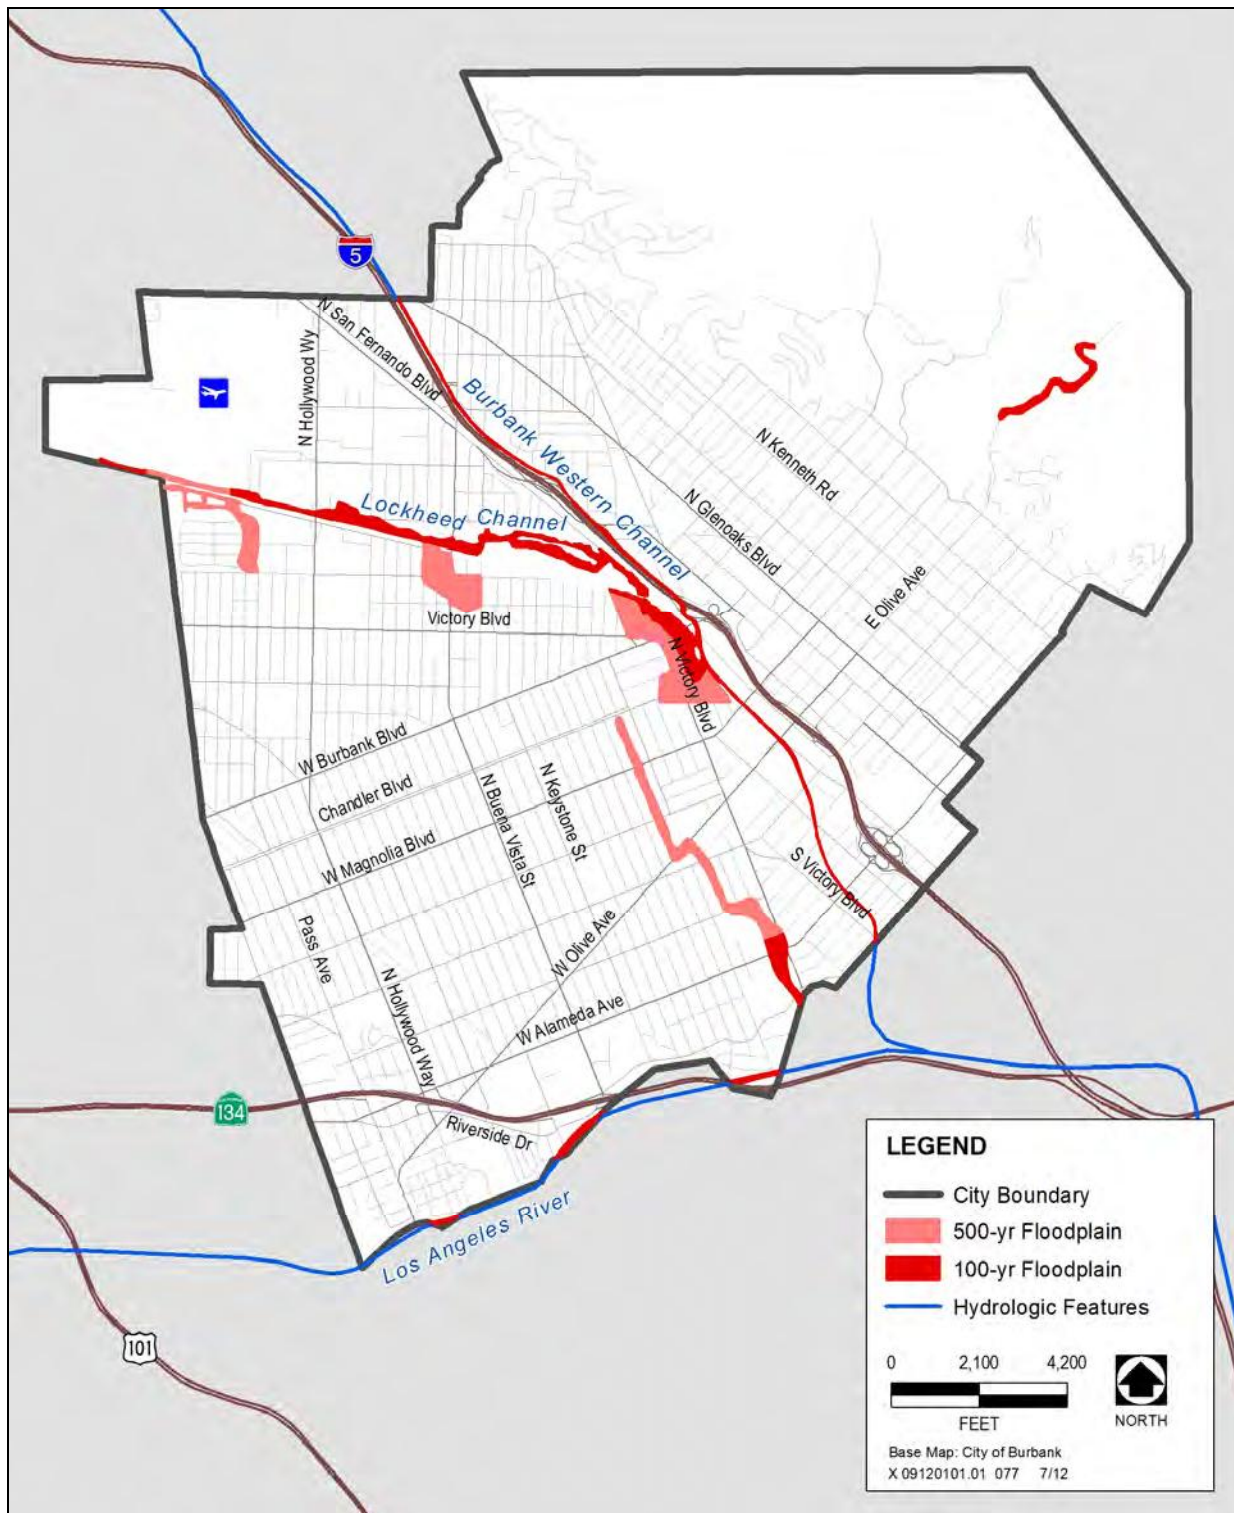 5
N San Fernando Blvd
N Hollywood Wy
Burbank Western Channel
N Kenneth Rd
N Glenoaks Blvd
Lockheed Channel
E Olive Ave
Victory Blvd
N Victory Blvd
W Burbank Blvd
Chandler Blvd
W Magnolia Blvd
N Buena Vista St
N Keystone St
S Victory Blvd
Pass Ave
N Hollywood Way
W Olive Ave
W Alameda Ave
134
Riverside Dr
Los Angeles River
101
LEGEND
City Boundary
500-yr Floodplain
100-yr Floodplain
Hydrologic Features
0 2,100 4,200
FEET
NORTH
Base Map: City of Burbank
X 09120101.01 077 7/12